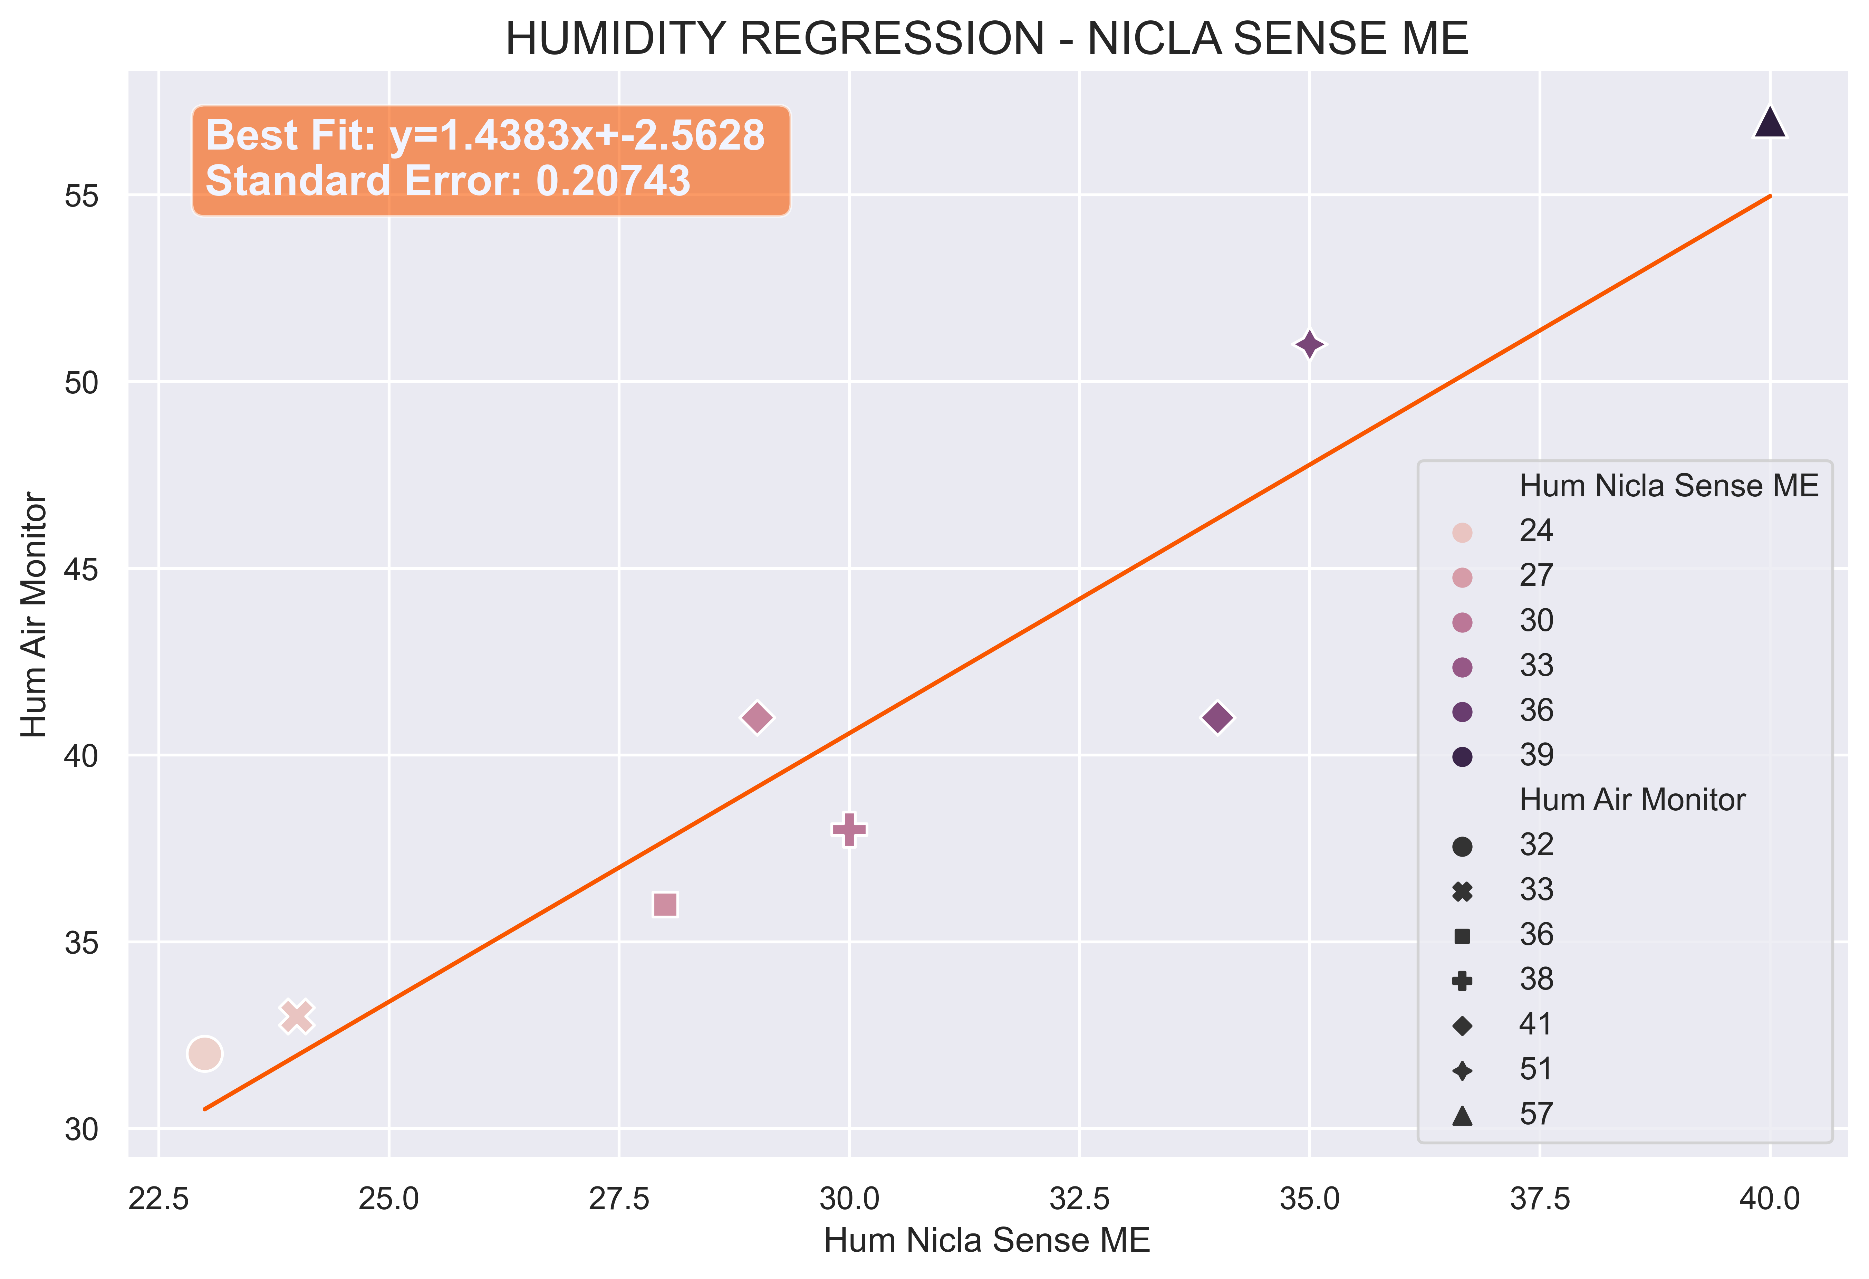 HUMIDITY REGRESSION - NICLA SENSE ME
Best Fit: y=1.4383x+-2.5628
Standard Error: 0.20743
55
50
45
40
35
30
Hum Air Monitor
Hum Nicla Sense ME
24
27
30
33
36
39
Hum Air Monitor
32
33
36
38
41
51
57
22.5 25.0 27.5 30.0 32.5 35.0 37.5 40.0
Hum Nicla Sense ME